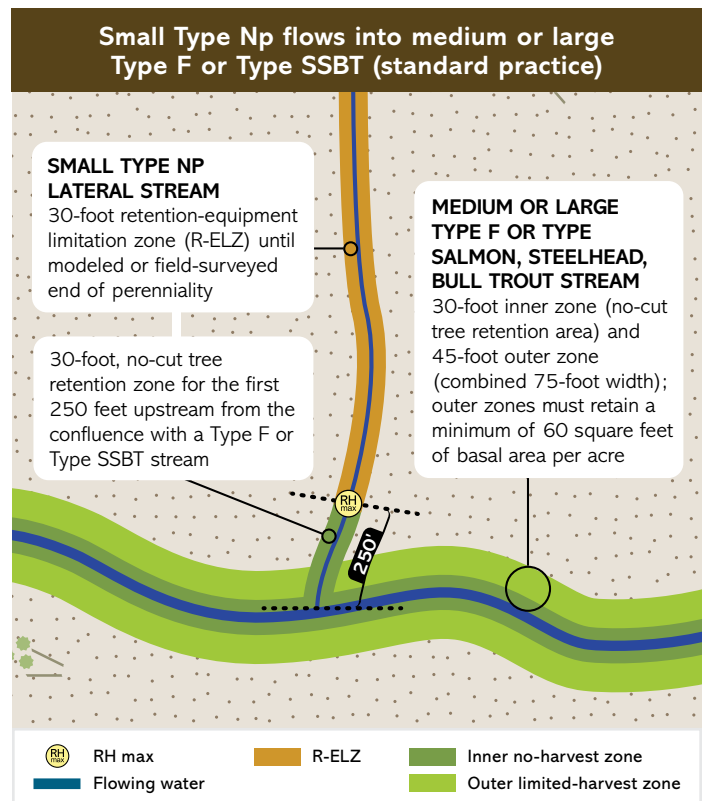 Small Type Np flows into medium or large
Type F or Type SSBT (standard practice)
SMALL TYPE NP
LATERAL STREAM
30-foot retention-equipment
limitation zone (R-ELZ) until
modeled or field-surveyed
end of perenniality
30-foot, no-cut tree
retention zone for the first
250 feet upstream from the
confluence with a Type F or
Type SSBT stream
MEDIUM OR LARGE
TYPE F OR TYPE
SALMON, STEELHEAD,
BULL TROUT STREAM
30-foot inner zone (no-cut
tree retention area) and
45-foot outer zone
(combined 75-foot width);
outer zones must retain a
minimum of 60 square feet
of basal area per acre
RH
max
250'
RH
max
RH max
R-ELZ
Inner no-harvest zone
Flowing water
Outer limited-harvest zone